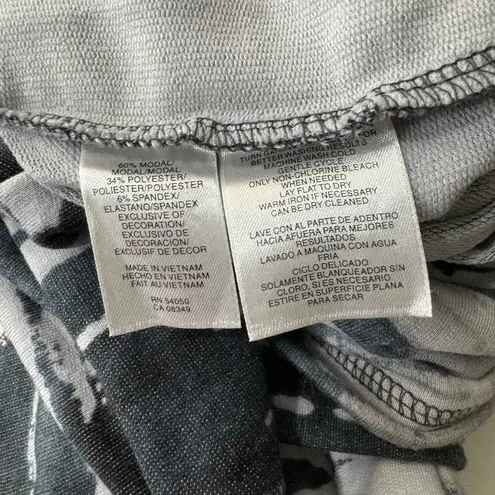 60% MODAL/
MODAL/MODAL
34% POLYESTER/
POLIESTER/POLYESTER
6% SPANDEX/
ELASTANO/SPANDEX
EXCLUSIVE OF
DECORATION/
EXCLUSIVO DE
DECORACION/
EXCLUSIF DE DECOR
MADE IN VIETNAM
HECHO EN VIETNAM
FAIT AU VIETNAM
RN 54050
CA 08349
TURN FOR
BETTER WASHING RESULTS
MACHINE WASH COLD
GENTLE CYCLE
ONLY NON-CHLORINE BLEACH
WHEN NEEDED
LAY FLAT TO DRY
WARM IRON IF NECESSARY
CAN BE DRY CLEANED
LAVE CON AL PARTE DE ADENTRO
HACIA AFUERA PARA MEJORES
RESULTADOS.
LAVADO A MAQUINA CON AGUA
FRIA.
CICLO DELICADO
SOLAMENTE BLANQUEADOR SIN
CLORO, SI ES NECESARIO
ESTIRE EN SUPERFICIE PLANA
PARA SECAR